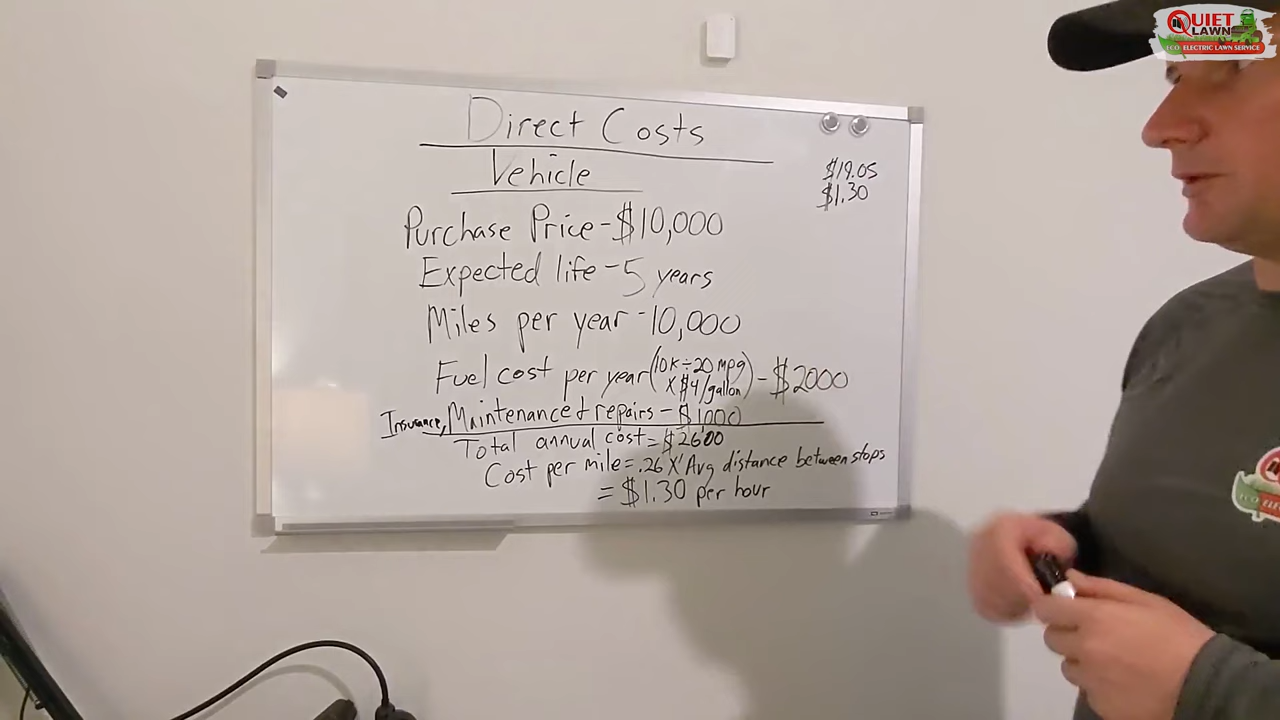 Direct Costs
Vehicle
$19.05
$1.30
Purchase Price - $10,000
Expected life - 5 years
Miles per year - 10,000
Fuel cost per year (10K ÷ 20 mpg X $4/gallon) - $2000
Insurance, Maintenance & repairs - $1000
Total annual cost = $2600
Cost per mile = .26 X Avg distance between stops
= $1.30 per hour
QUIET
LAWN
ECO ELECTRIC LAWN SERVICE